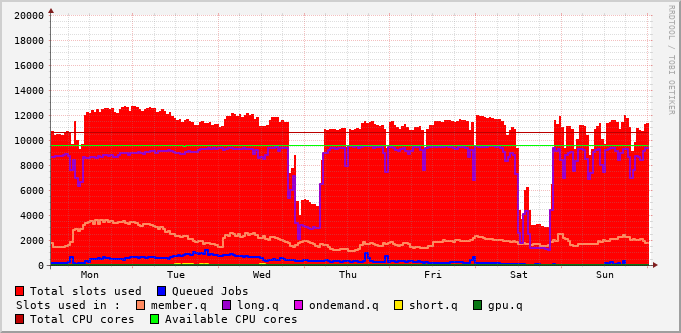 20000
18000
16000
14000
12000
10000
8000
6000
4000
2000
0
Mon Tue Wed Thu Fri Sat Sun
RRDTOOL / TOBI OETIKER
Total slots used Queued Jobs
Slots used in : member.q long.q ondemand.q short.q gpu.q
Total CPU cores Available CPU cores